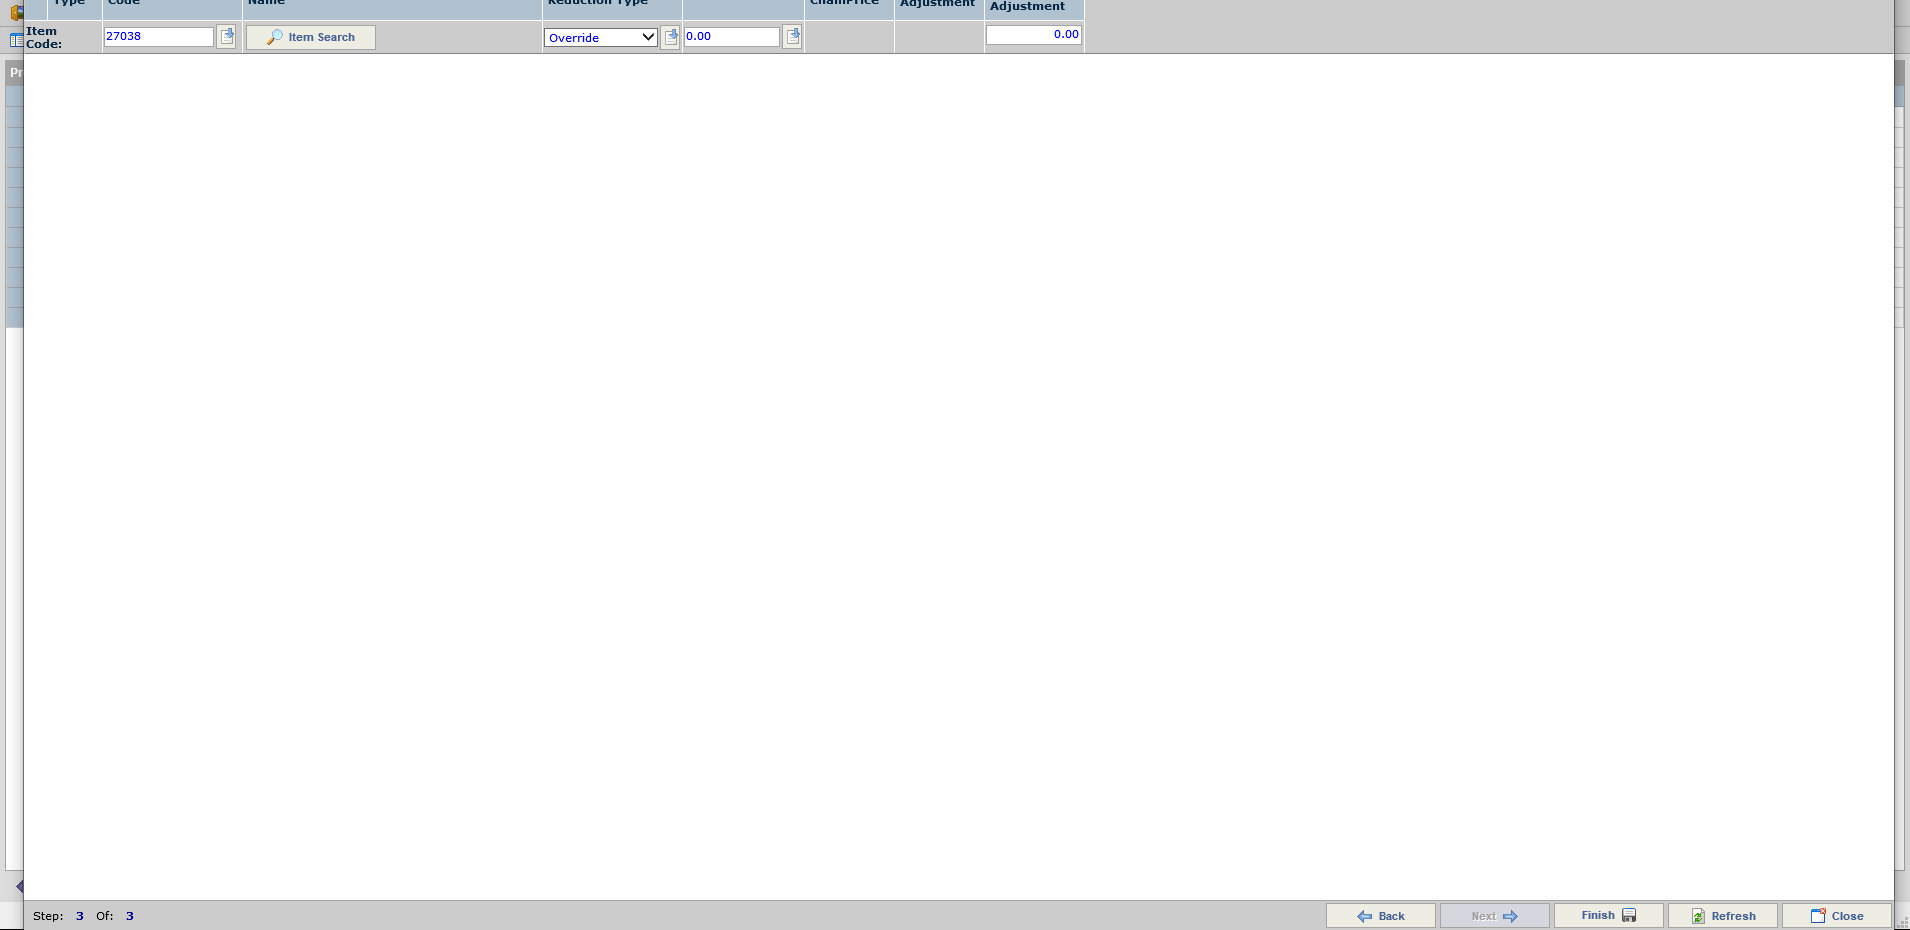 Type Code Name Reduction Type ChainPrice Adjustment Adjustment
Item Code: 27038 Item Search Override 0.00 0.00
Pr
Step: 3 Of: 3 Back Next Finish Refresh Close